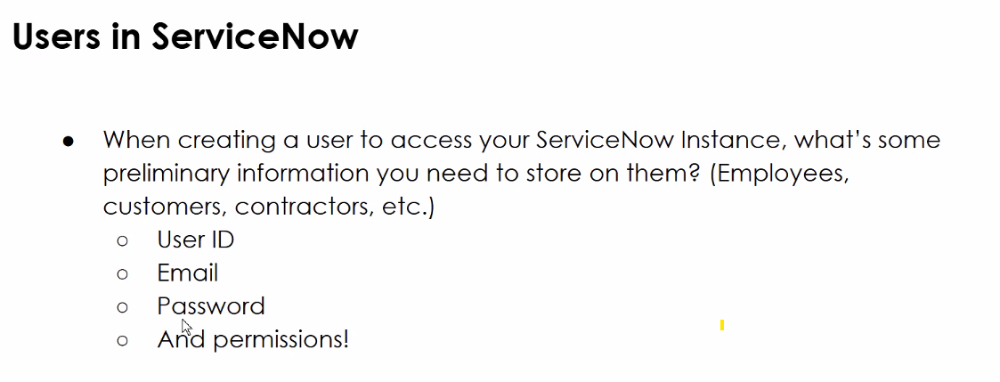 Users in ServiceNow
● When creating a user to access your ServiceNow Instance, what's some
preliminary information you need to store on them? (Employees,
customers, contractors, etc.)
○ User ID
○ Email
○ Password
○ And permissions!